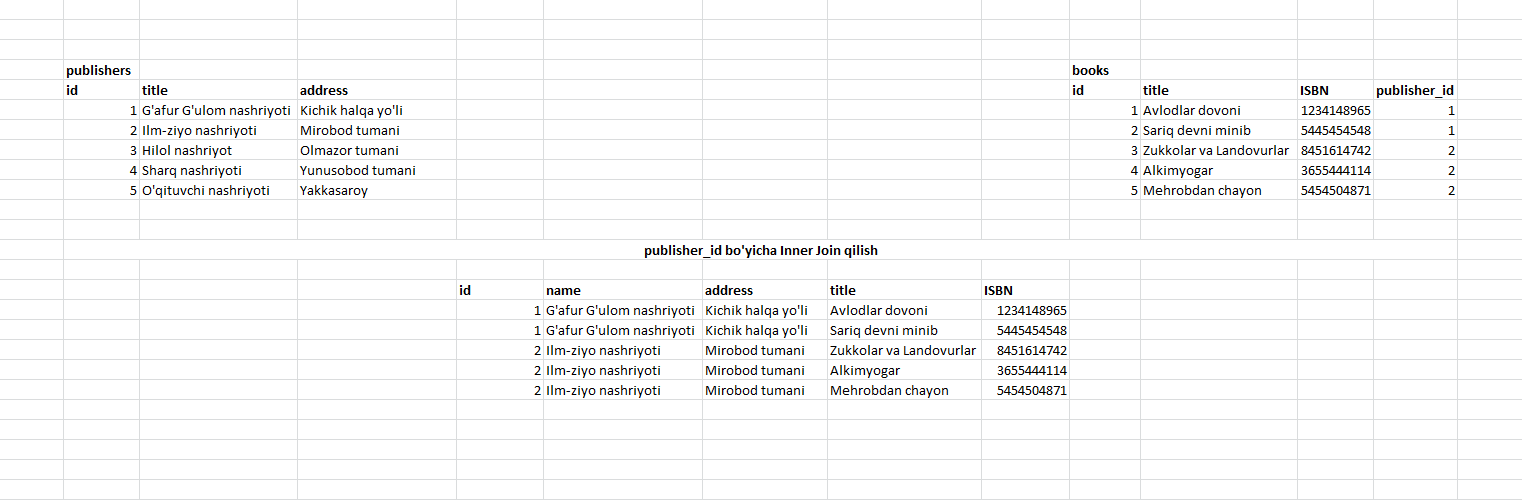 publishers books
id title address id title ISBN publisher_id
1 G'afur G'ulom nashriyoti Kichik halqa yo'li 1 Avlodlar dovoni 1234148965 1
2 Ilm-ziyo nashriyoti Mirobod tumani 2 Sariq devni minib 5445454548 1
3 Hilol nashriyot Olmazor tumani 3 Zukkolar va Landovurlar 8451614742 2
4 Sharq nashriyoti Yunusobod tumani 4 Alkimyogar 3655444114 2
5 O'qituvchi nashriyoti Yakkasaroy 5 Mehrobdan chayon 5454504871 2
publisher_id bo'yicha Inner Join qilish
id name address title ISBN
1 G'afur G'ulom nashriyoti Kichik halqa yo'li Avlodlar dovoni 1234148965
1 G'afur G'ulom nashriyoti Kichik halqa yo'li Sariq devni minib 5445454548
2 Ilm-ziyo nashriyoti Mirobod tumani Zukkolar va Landovurlar 8451614742
2 Ilm-ziyo nashriyoti Mirobod tumani Alkimyogar 3655444114
2 Ilm-ziyo nashriyoti Mirobod tumani Mehrobdan chayon 5454504871